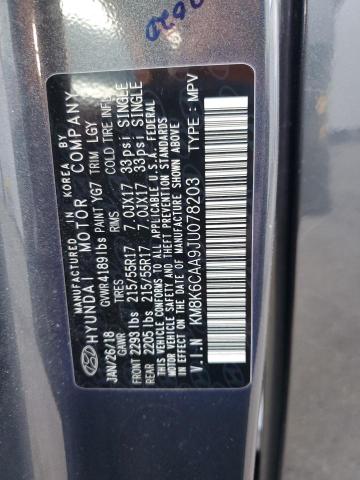 MANUFACTURED IN KOREA BY
HYUNDAI MOTOR COMPANY
JAN/26/18 GVWR 4189 lbs PAINT YG7 TRIM LGY
GAWR TIRES RMS COLD TIRE INFL
FRONT 2293 lbs 215/55R17 7.0JX17 33 psi SINGLE
REAR 2205 lbs 215/55R17 7.0JX17 33 psi SINGLE
THIS VEHICLE CONFORMS TO ALL APPLICABLE U.S.A. FEDERAL
MOTOR VEHICLE SAFETY, BUMPER, AND
THEFT PREVENTION STANDARDS IN EFFECT ON
THE DATE OF MANUFACTURE SHOWN ABOVE.
V.I.N KM8K6CAA9JU078203 TYPE : MPV